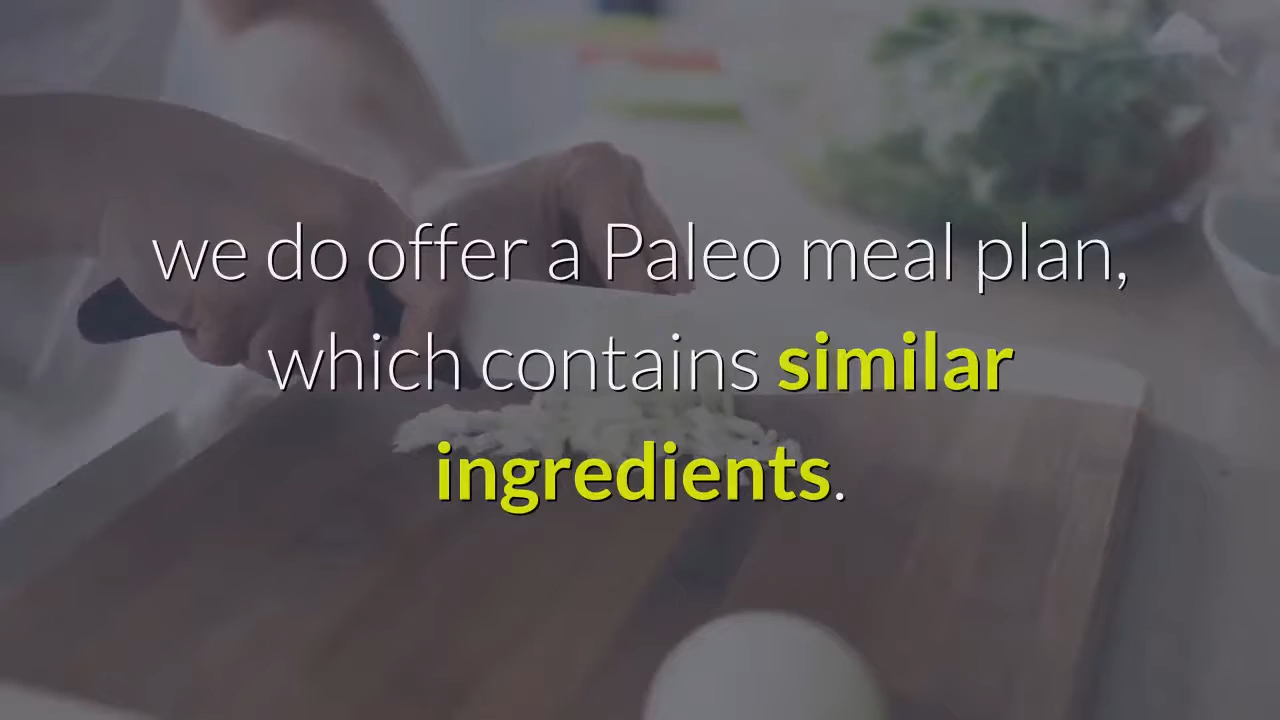 we do offer a Paleo meal plan,
which contains similar
ingredients.